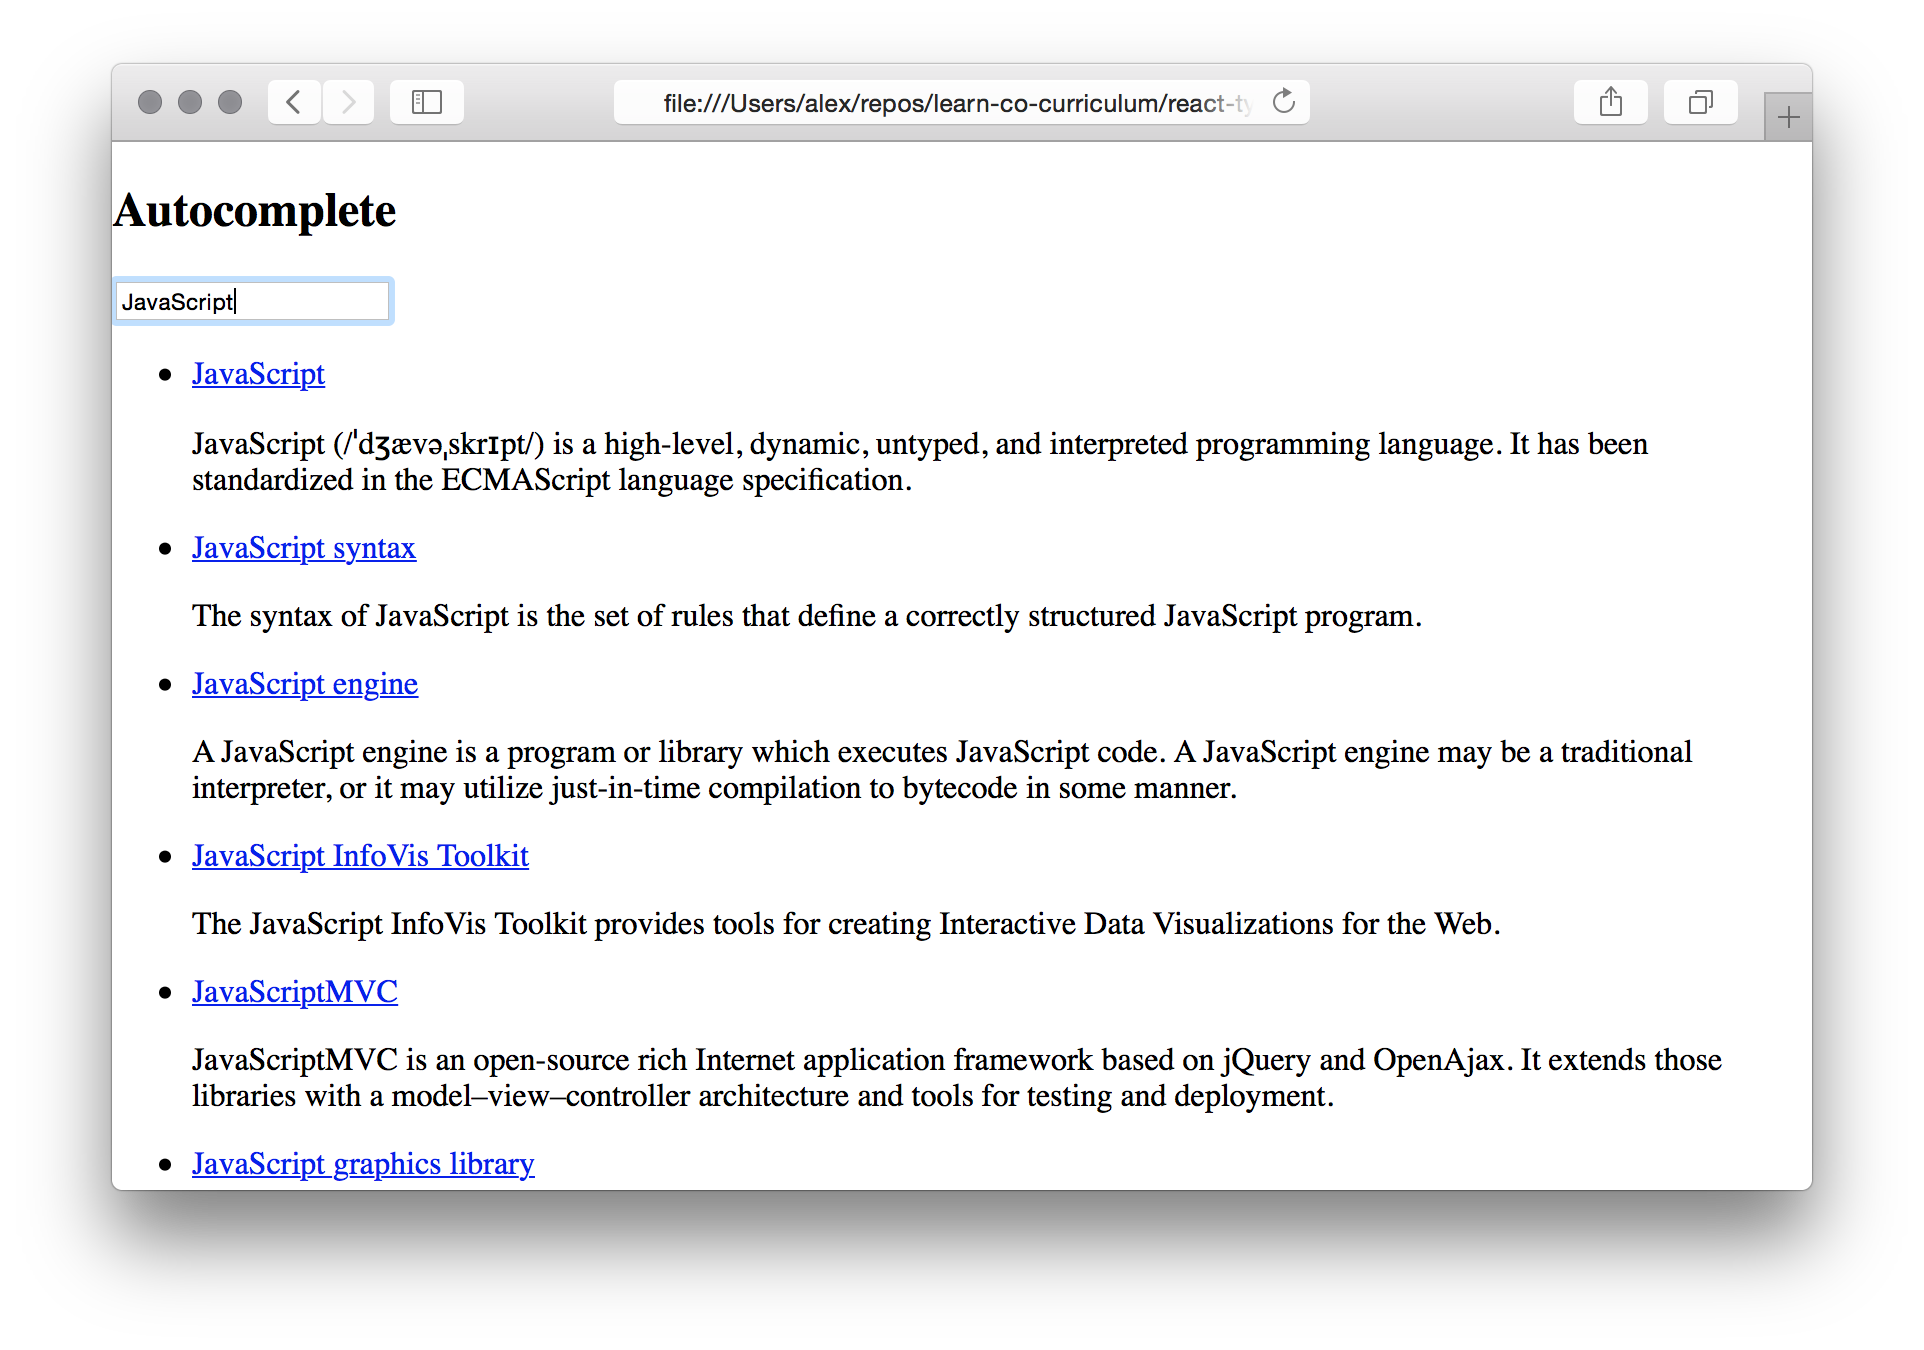 file:///Users/alex/repos/learn-co-curriculum/react-ty
Autocomplete
JavaScript
JavaScript
JavaScript (/ˈdʒævəˌskrɪpt/) is a high-level, dynamic, untyped, and interpreted programming language. It has been
standardized in the ECMAScript language specification.
JavaScript syntax
The syntax of JavaScript is the set of rules that define a correctly structured JavaScript program.
JavaScript engine
A JavaScript engine is a program or library which executes JavaScript code. A JavaScript engine may be a traditional
interpreter, or it may utilize just-in-time compilation to bytecode in some manner.
JavaScript InfoVis Toolkit
The JavaScript InfoVis Toolkit provides tools for creating Interactive Data Visualizations for the Web.
JavaScriptMVC
JavaScriptMVC is an open-source rich Internet application framework based on jQuery and OpenAjax. It extends those
libraries with a model–view–controller architecture and tools for testing and deployment.
JavaScript graphics library